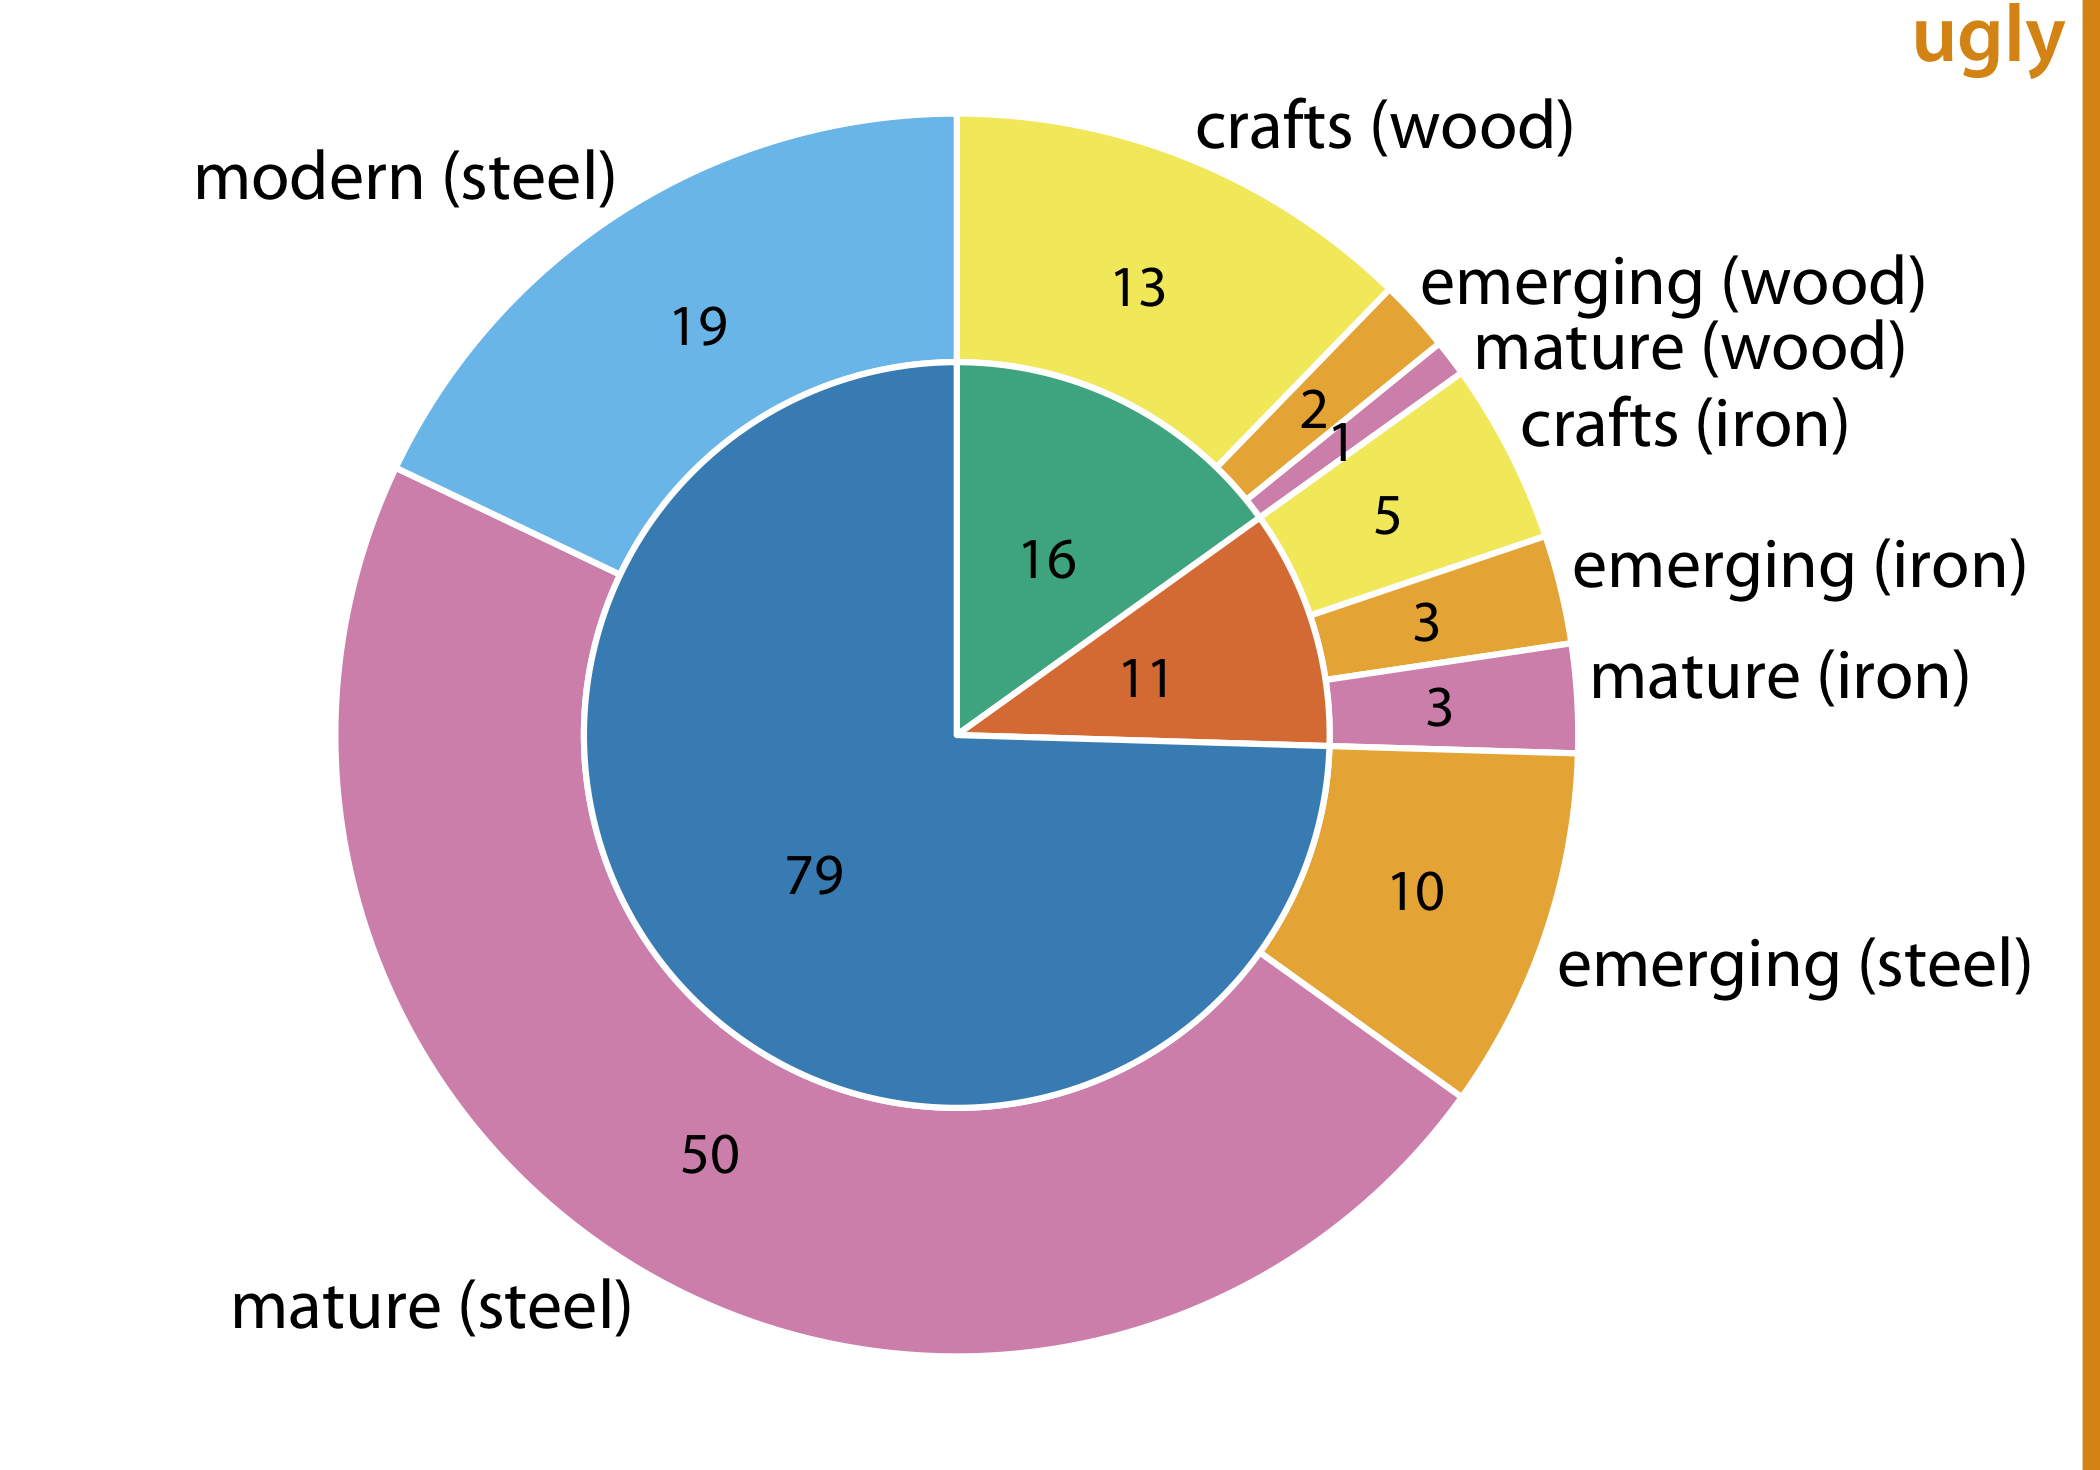 ugly
crafts (wood)
modern (steel)
emerging (wood)
13
19
mature (wood)
2
crafts (iron)
1
5
16
emerging (iron)
3
11
mature (iron)
3
79
10
emerging (steel)
50
mature (steel)